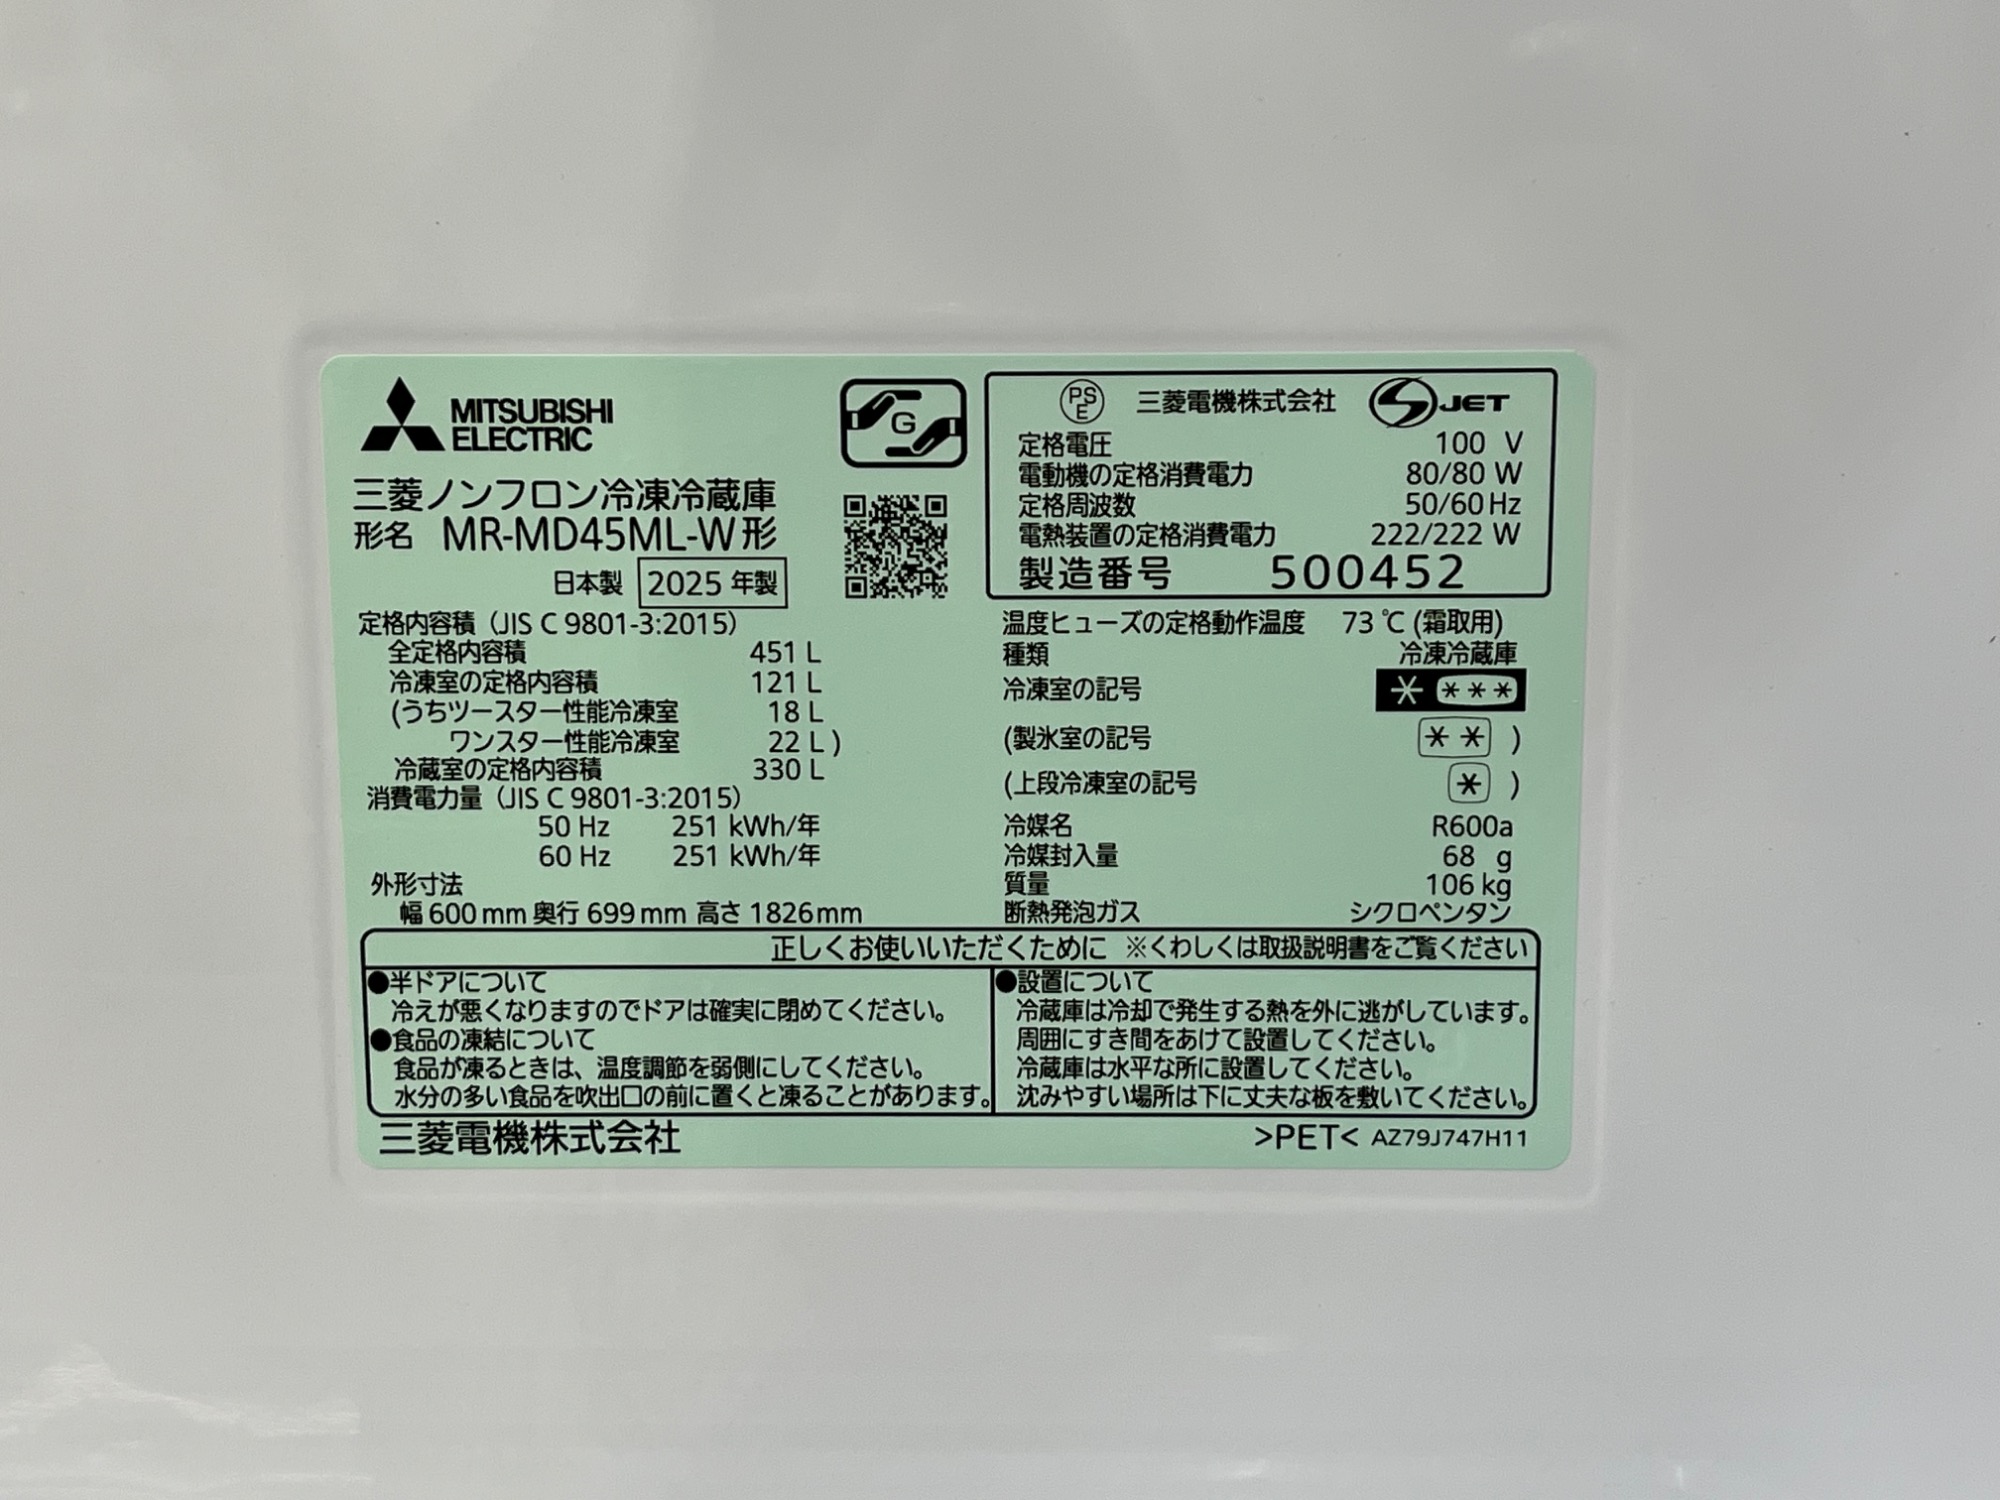 MITSUBISHI
ELECTRIC
G
三菱ノンフロン冷凍冷蔵庫
形名 MR-MD45ML-W形
日本製 2025 年製
定格内容積（JIS C 9801-3:2015）
全定格内容積 451 L
冷凍室の定格内容積 121 L
(うちツースター性能冷凍室 18 L
ワンスター性能冷凍室 22 L )
冷蔵室の定格内容積 330 L
消費電力量（JIS C 9801-3:2015）
50 Hz 251 kWh/年
60 Hz 251 kWh/年
外形寸法
幅 600 mm 奥行 699 mm 高さ 1826 mm
PS
E 三菱電機株式会社 S JET
定格電圧 100 V
電動機の定格消費電力 80/80 W
定格周波数 50/60 Hz
電熱装置の定格消費電力 222/222 W
製造番号 500452
温度ヒューズの定格動作温度 73 ℃ (霜取用)
種類 冷凍冷蔵庫
冷凍室の記号 * ***
(製氷室の記号 ** )
(上段冷凍室の記号 * )
冷媒名 R600a
冷媒封入量 68 g
質量 106 kg
断熱発泡ガス シクロペンタン
正しくお使いいただくために ※くわしくは取扱説明書をご覧ください
●半ドアについて
冷えが悪くなりますのでドアは確実に閉めてください。
●食品の凍結について
食品が凍るときは、温度調節を弱側にしてください。
水分の多い食品を吹出口の前に置くと凍ることがあります。
●設置について
冷蔵庫は冷却で発生する熱を外に逃がしています。
周囲にすき間をあけて設置してください。
冷蔵庫は水平な所に設置してください。
沈みやすい場所は下に丈夫な板を敷いてください。
三菱電機株式会社
>PET< AZ79J747H11